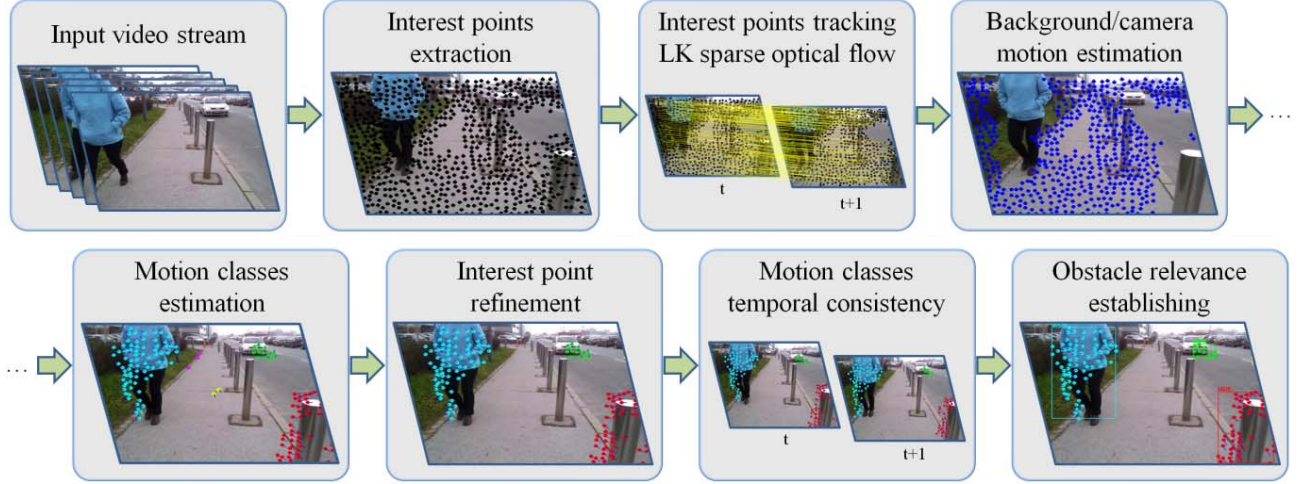 Input video stream
Interest points
extraction
Interest points tracking
LK sparse optical flow
t
t+1
Background/camera
motion estimation
...
...
Motion classes
estimation
Interest point
refinement
Motion classes
temporal consistency
t
t+1
Obstacle relevance
establishing